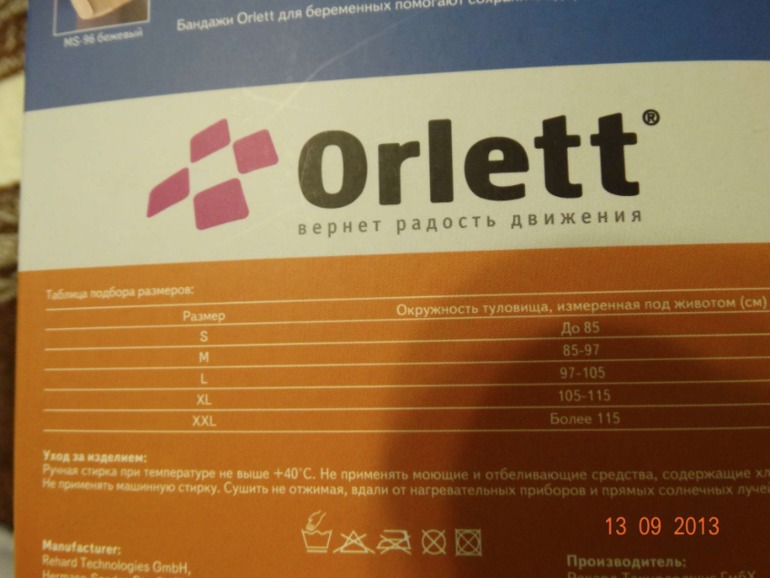 MS-96 бежевый
Бандажи Orlett для беременных помогают
Orlett®
вернет радость движения
Таблица подбора размеров:
Размер Окружность туловища, измеренная под животом (см)
S До 85
M 85-97
L 97-105
XL 105-115
XXL Более 115
Уход за изделием:
Ручная стирка при температуре не выше +40°C. Не применять моющие и отбеливающие средства, содержащие хл
Не применять машинную стирку. Сушить не отжимая, вдали от нагревательных приборов и прямых солнечных луче
13 09 2013
Manufacturer:
Rehard Technologies GmbH,
Производитель: